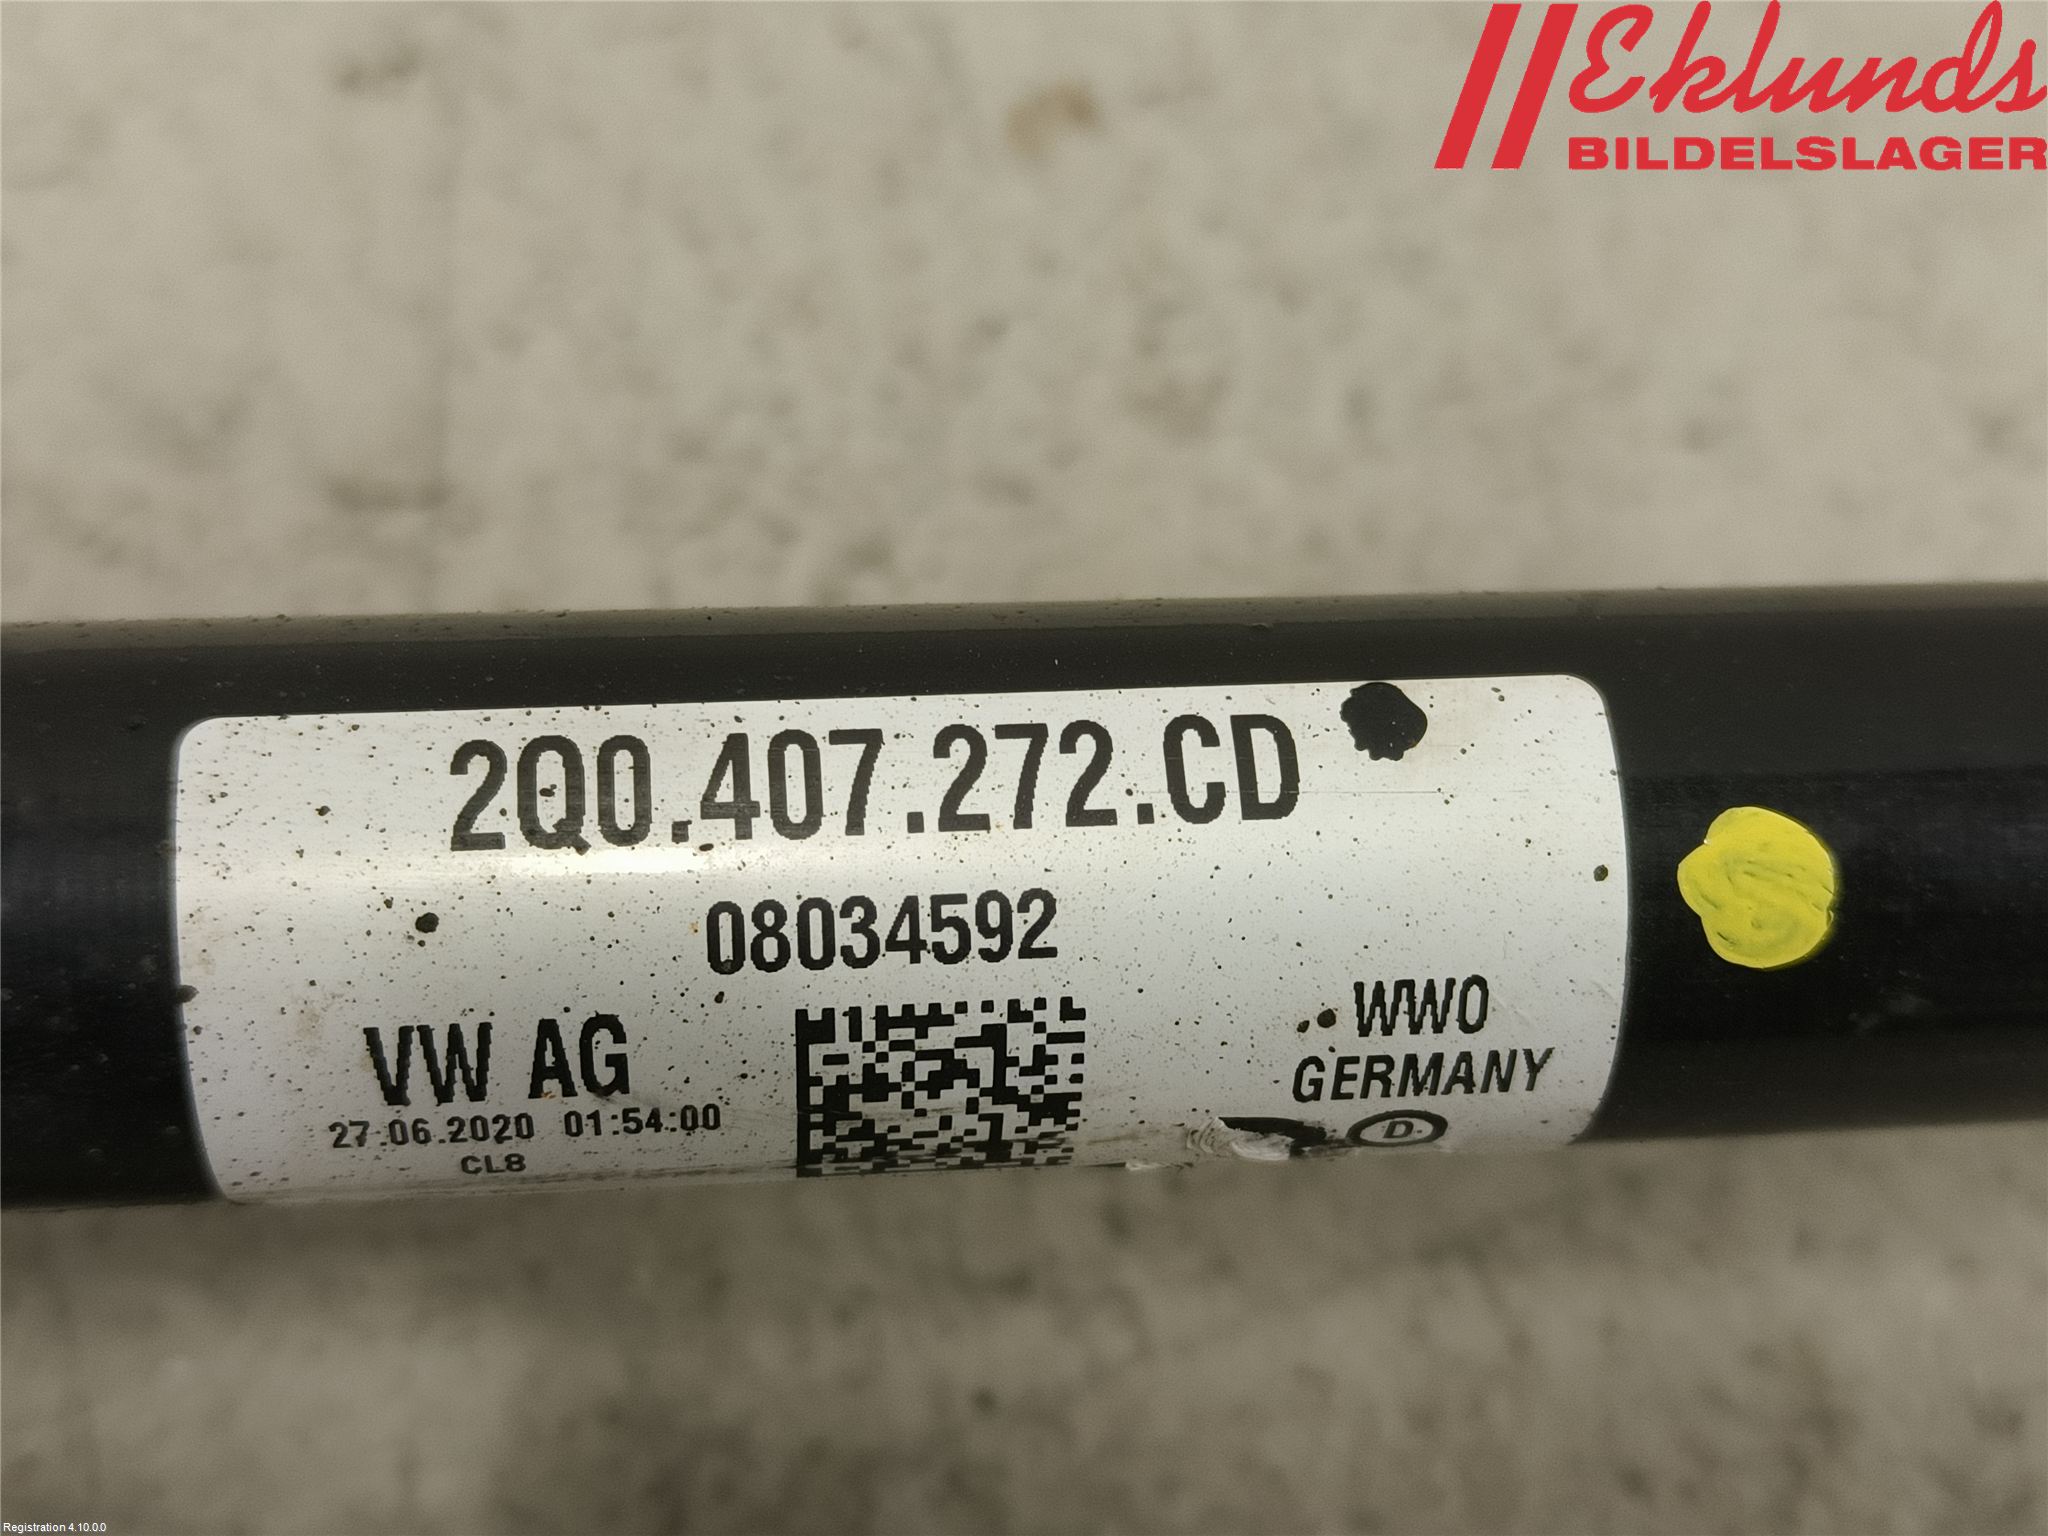 Eklunds
BILDELSLAGER
2Q0.407.272.CD
08034592
VW AG
27.06.2020 01:54:00
CL8
WWO
GERMANY
D
Registration 4.10.0.0